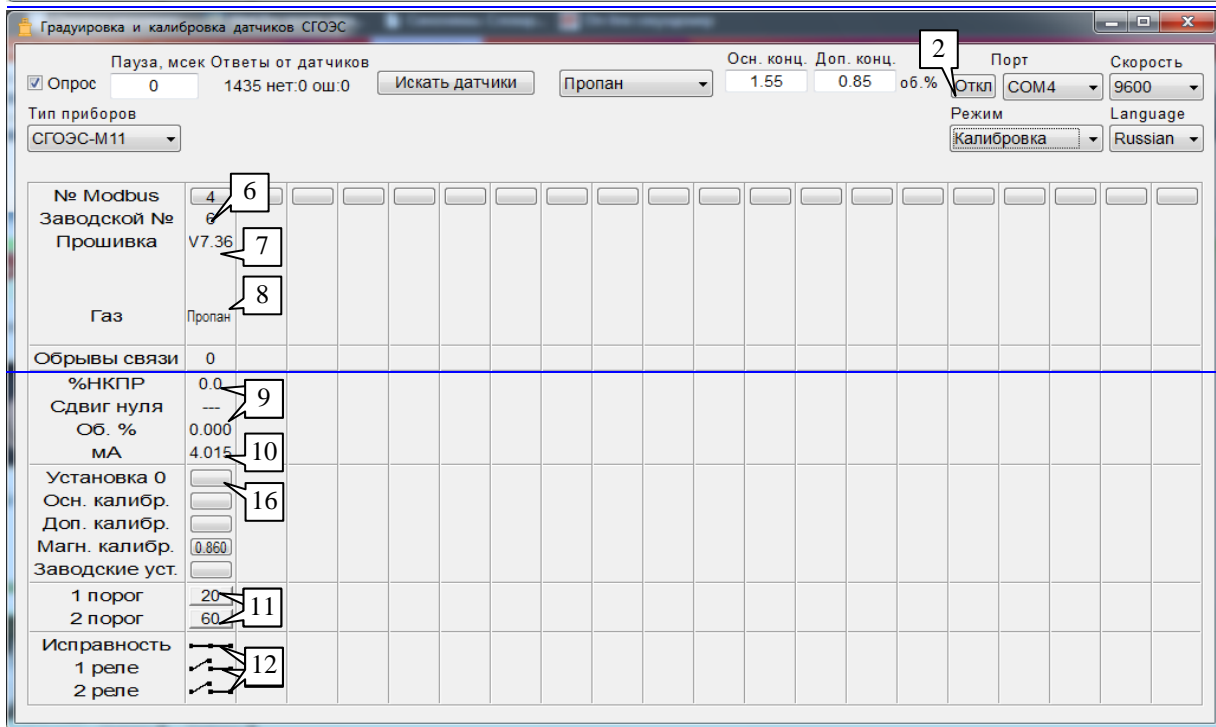 Градуировка и калибровка датчиков СГОЭС
Пауза, мсек Ответы от датчиков Осн. конц. Доп. конц. 2 Порт Скорость
Опрос 0 1435 нет:0 ош:0 Искать датчики Пропан 1.55 0.85 об.% Откл COM4 9600
Тип приборов Режим Language
СГОЭС-М11 Калибровка Russian
№ Modbus 4 6
Заводской № 6
Прошивка V7.36 7
8
Газ Пропан
Обрывы связи 0
%НКПР 0.0 9
Сдвиг нуля ---
Об. % 0.000
мА 4.015 10
Установка 0
Осн. калибр. 16
Доп. калибр.
Магн. калибр. 0.860
Заводские уст.
1 порог 20 11
2 порог 60
Исправность
1 реле 12
2 реле